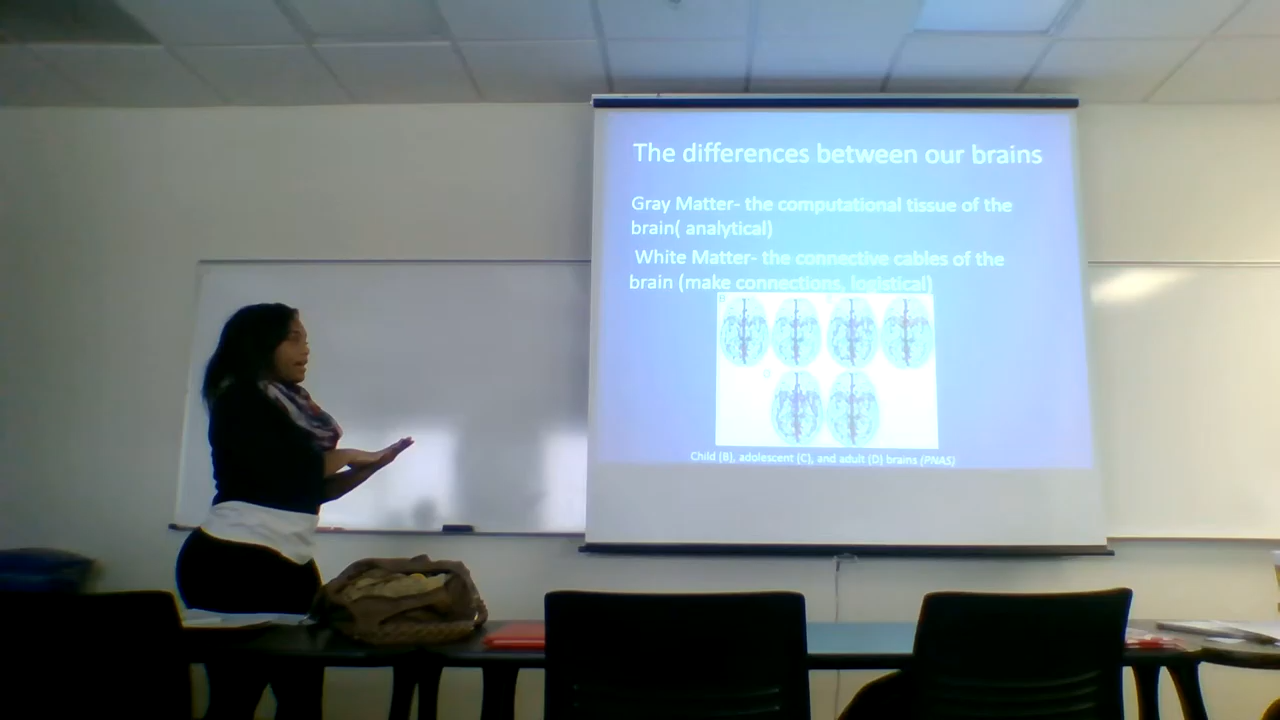 The differences between our brains
Gray Matter- the computational tissue of the
brain( analytical)
White Matter- the connective cables of the
brain (make connections, logistical)
Child (B), adolescent (C), and adult (D) brains (PNAS)